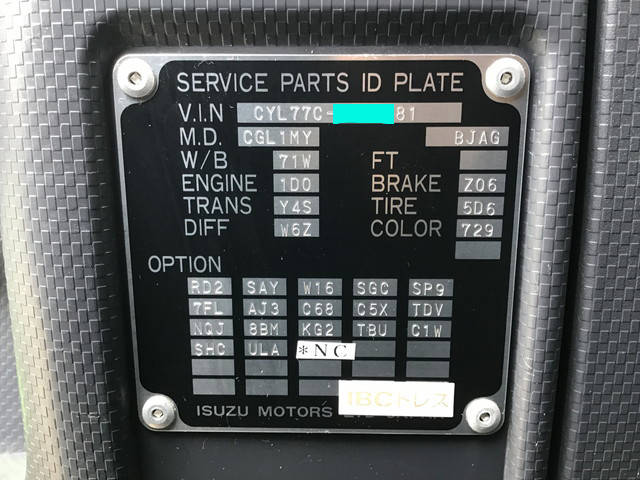 SERVICE PARTS ID PLATE
V.I.N CYL77C- 81
M.D. CGL1MY BJAG
W/B 71W FT
ENGINE 1D0 BRAKE Z06
TRANS Y4S TIRE 5D6
DIFF W6Z COLOR 729
OPTION
RD2 SAY W16 SGC SP9
7FL AJ3 C68 C5X TDV
NQJ 8BM KG2 TBU C1W
SHC ULA *NC
IBCトレス
ISUZU MOTORS